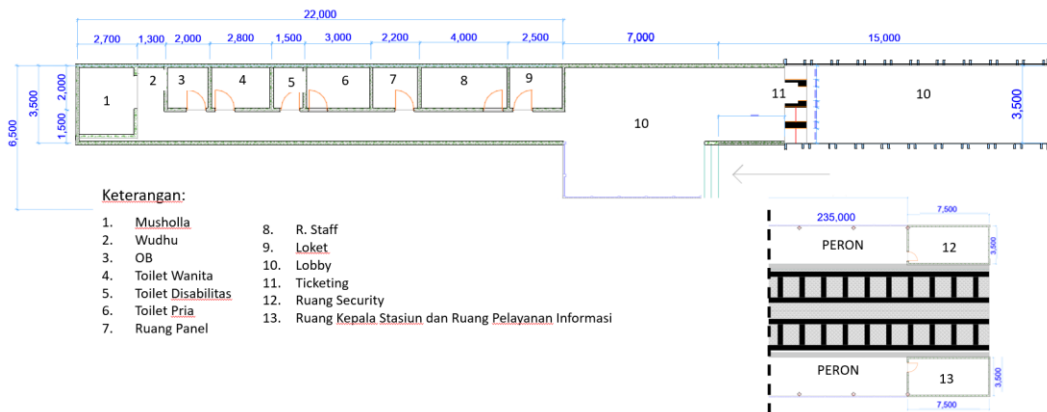 22,000
7,000
15,000
2,700
1,300
2,000
2,800
1,500
3,000
2,200
4,000
2,500
6,500
3,500
2,000
1,500
1
2
3
4
5
6
7
8
9
10
11
10
3,500
Keterangan:
1. Musholla
2. Wudhu
3. OB
4. Toilet Wanita
5. Toilet Disabilitas
6. Toilet Pria
7. Ruang Panel
8. R. Staff
9. Loket
10. Lobby
11. Ticketing
12. Ruang Security
13. Ruang Kepala Stasiun dan Ruang Pelayanan Informasi
235,000
7,500
PERON
12
3,500
PERON
13
3,500
7,500